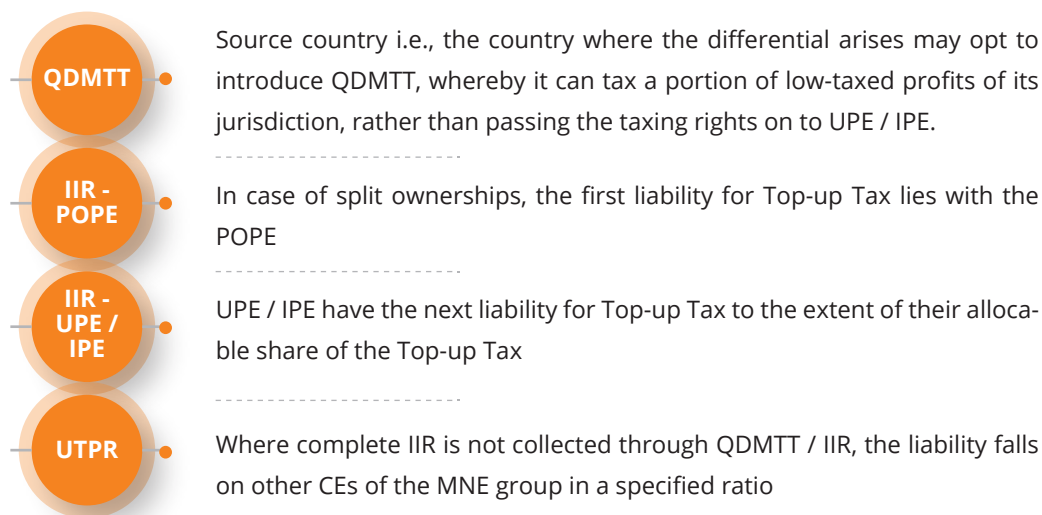 QDMTT
Source country i.e., the country where the differential arises may opt to
introduce QDMTT, whereby it can tax a portion of low-taxed profits of its
jurisdiction, rather than passing the taxing rights on to UPE / IPE.
IIR -
POPE
In case of split ownerships, the first liability for Top-up Tax lies with the
POPE
IIR -
UPE /
IPE
UPE / IPE have the next liability for Top-up Tax to the extent of their alloca-
ble share of the Top-up Tax
UTPR
Where complete IIR is not collected through QDMTT / IIR, the liability falls
on other CEs of the MNE group in a specified ratio